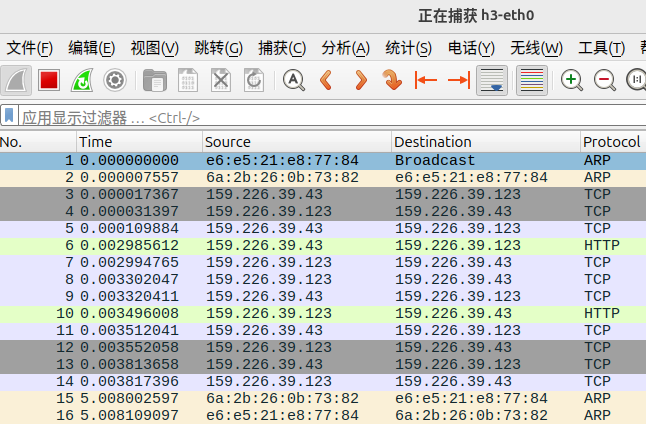 正在捕获 h3-eth0
文件(F) 编辑(E) 视图(V) 跳转(G) 捕获(C) 分析(A) 统计(S) 电话(Y) 无线(W) 工具(T)
应用显示过滤器 … <Ctrl-/>
No. Time Source Destination Protocol
1 0.000000000 e6:e5:21:e8:77:84 Broadcast ARP
2 0.000007557 6a:2b:26:0b:73:82 e6:e5:21:e8:77:84 ARP
3 0.000017367 159.226.39.43 159.226.39.123 TCP
4 0.000031397 159.226.39.123 159.226.39.43 TCP
5 0.000109884 159.226.39.43 159.226.39.123 TCP
6 0.002985612 159.226.39.43 159.226.39.123 HTTP
7 0.002994765 159.226.39.123 159.226.39.43 TCP
8 0.003302047 159.226.39.123 159.226.39.43 TCP
9 0.003320411 159.226.39.43 159.226.39.123 TCP
10 0.003496008 159.226.39.123 159.226.39.43 HTTP
11 0.003512041 159.226.39.43 159.226.39.123 TCP
12 0.003552058 159.226.39.123 159.226.39.43 TCP
13 0.003813658 159.226.39.43 159.226.39.123 TCP
14 0.003817396 159.226.39.123 159.226.39.43 TCP
15 5.008002597 6a:2b:26:0b:73:82 e6:e5:21:e8:77:84 ARP
16 5.008109097 e6:e5:21:e8:77:84 6a:2b:26:0b:73:82 ARP